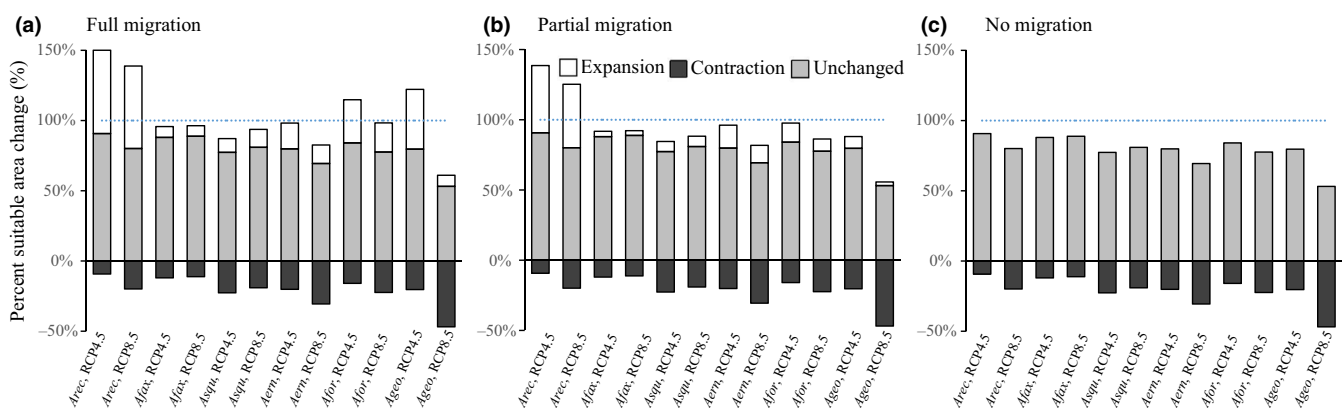 (a) Full migration
Percent suitable area change (%)
150%
100%
50%
0%
−50%
Arec, RCP4.5
Arec, RCP8.5
Afax, RCP4.5
Afax, RCP8.5
Asqu, RCP4.5
Asqu, RCP8.5
Aern, RCP4.5
Aern, RCP8.5
Afor, RCP4.5
Afor, RCP8.5
Ageo, RCP4.5
Ageo, RCP8.5
(b) Partial migration
Expansion Contraction Unchanged
150%
100%
50%
0%
−50%
Arec, RCP4.5
Arec, RCP8.5
Afax, RCP4.5
Afax, RCP8.5
Asqu, RCP4.5
Asqu, RCP8.5
Aern, RCP4.5
Aern, RCP8.5
Afor, RCP4.5
Afor, RCP8.5
Ageo, RCP4.5
Ageo, RCP8.5
(c) No migration
150%
100%
50%
0%
−50%
Arec, RCP4.5
Arec, RCP8.5
Afax, RCP4.5
Afax, RCP8.5
Asqu, RCP4.5
Asqu, RCP8.5
Aern, RCP4.5
Aern, RCP8.5
Afor, RCP4.5
Afor, RCP8.5
Ageo, RCP4.5
Ageo, RCP8.5